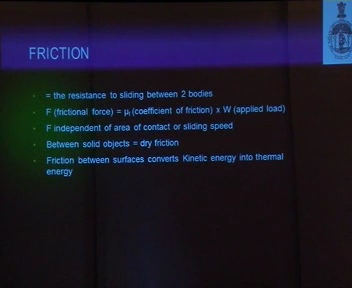 FRICTION
= the resistance to sliding between 2 bodies
F (frictional force) = μf (coefficient of friction) x W (applied load)
F independent of area of contact or sliding speed
Between solid objects = dry friction
Friction between surfaces converts Kinetic energy into thermal
energy